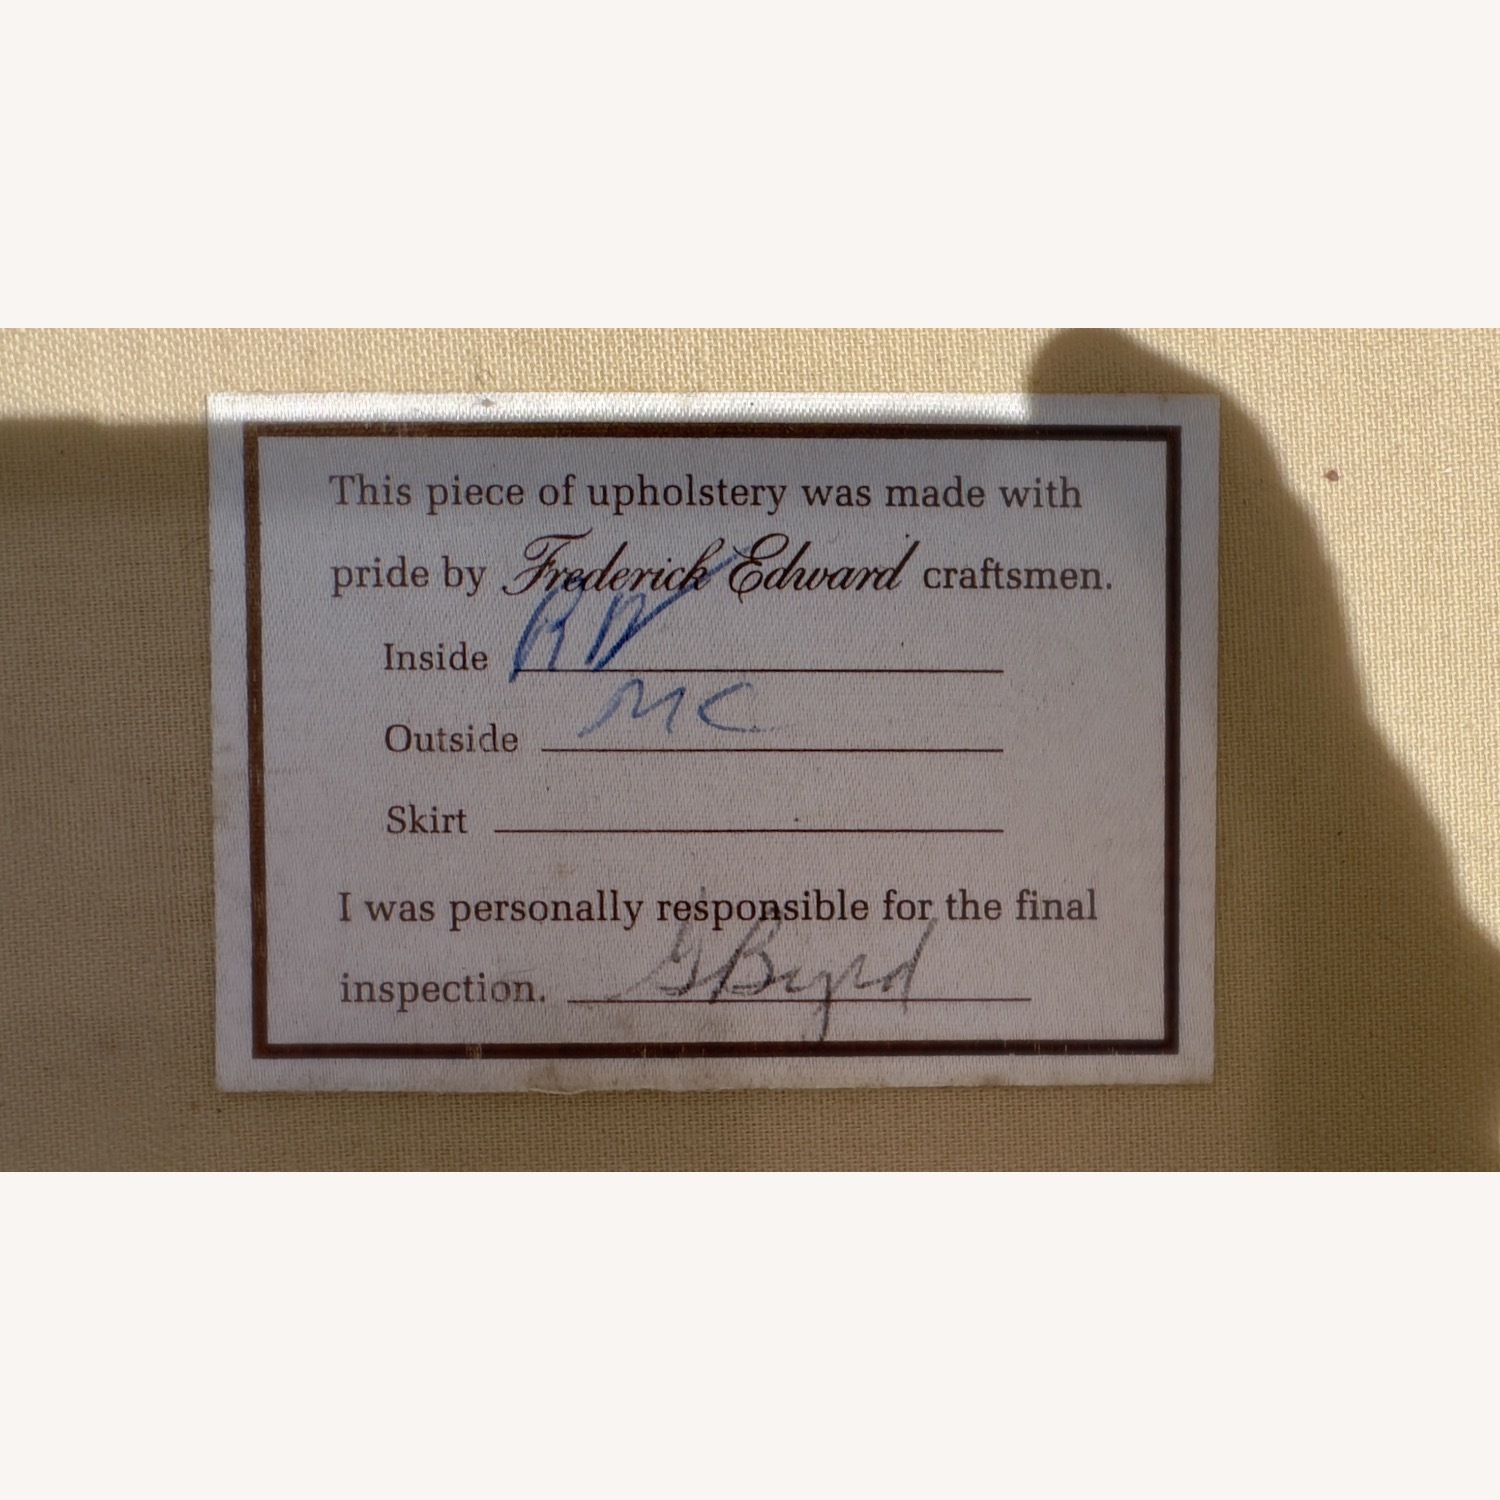 This piece of upholstery was made with
pride by Frederick Edward craftsmen.
Inside
Outside MC
Skirt
I was personally responsible for the final
inspection. G Byrd